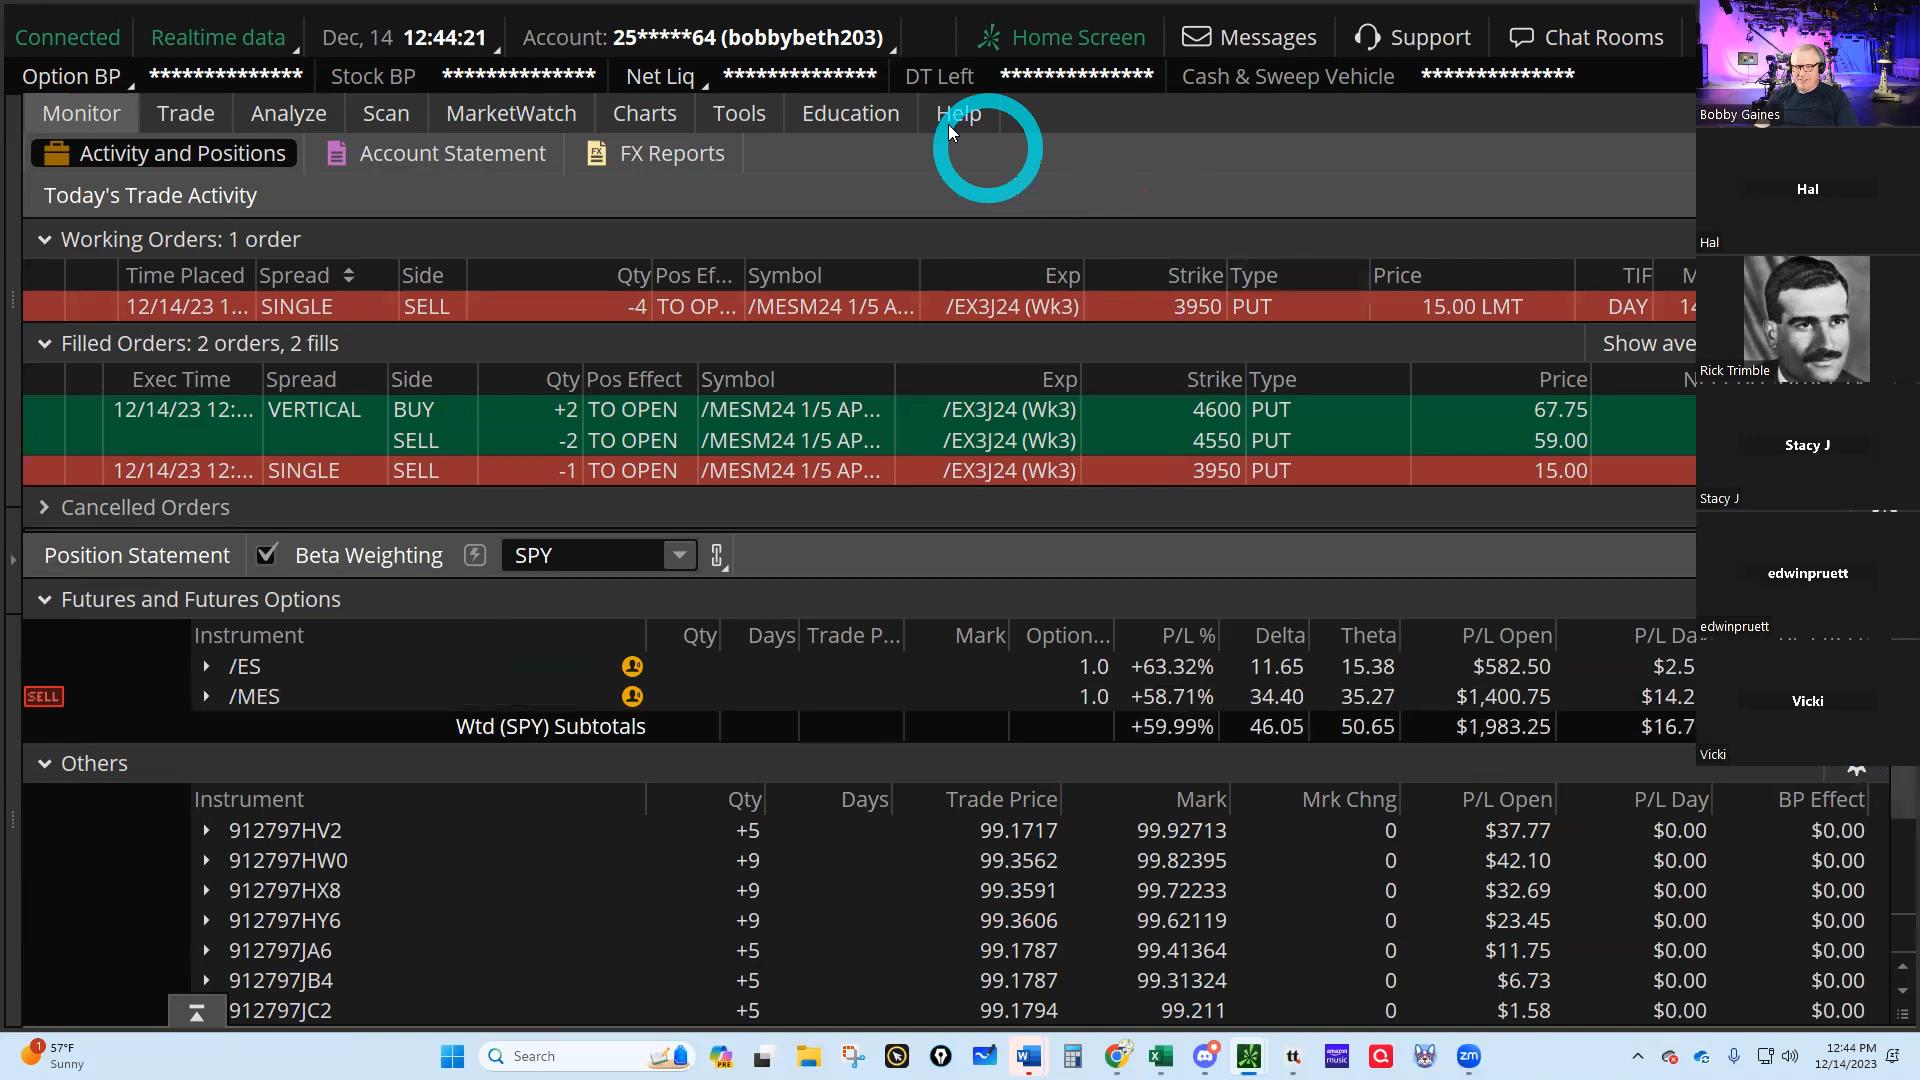 Connected Realtime data Dec, 14 12:44:21 Account: 25*****64 (bobbybeth203) Home Screen Messages Support Chat Rooms
Option BP ************** Stock BP ************** Net Liq ************** DT Left ************** Cash & Sweep Vehicle **************
Monitor Trade Analyze Scan MarketWatch Charts Tools Education Help
Activity and Positions Account Statement FX Reports
Today's Trade Activity
Working Orders: 1 order
Time Placed Spread Side Qty Pos Ef... Symbol Exp Strike Type Price TIF M
12/14/23 1... SINGLE SELL -4 TO OP... /MESM24 1/5 A... /EX3J24 (Wk3) 3950 PUT 15.00 LMT DAY 14
Filled Orders: 2 orders, 2 fills Show ave
Exec Time Spread Side Qty Pos Effect Symbol Exp Strike Type Price N
12/14/23 12:... VERTICAL BUY +2 TO OPEN /MESM24 1/5 AP... /EX3J24 (Wk3) 4600 PUT 67.75
SELL -2 TO OPEN /MESM24 1/5 AP... /EX3J24 (Wk3) 4550 PUT 59.00
12/14/23 12:... SINGLE SELL -1 TO OPEN /MESM24 1/5 AP... /EX3J24 (Wk3) 3950 PUT 15.00
Cancelled Orders
Position Statement Beta Weighting SPY
Futures and Futures Options
Instrument Qty Days Trade P... Mark Option... P/L % Delta Theta P/L Open P/L Da
/ES 1.0 +63.32% 11.65 15.38 $582.50 $2.5
SELL /MES 1.0 +58.71% 34.40 35.27 $1,400.75 $14.2
Wtd (SPY) Subtotals +59.99% 46.05 50.65 $1,983.25 $16.7
Others
Instrument Qty Days Trade Price Mark Mrk Chng P/L Open P/L Day BP Effect
912797HV2 +5 99.1717 99.92713 0 $37.77 $0.00 $0.00
912797HW0 +9 99.3562 99.82395 0 $42.10 $0.00 $0.00
912797HX8 +9 99.3591 99.72233 0 $32.69 $0.00 $0.00
912797HY6 +9 99.3606 99.62119 0 $23.45 $0.00 $0.00
912797JA6 +5 99.1787 99.41364 0 $11.75 $0.00 $0.00
912797JB4 +5 99.1787 99.31324 0 $6.73 $0.00 $0.00
912797JC2 +5 99.1794 99.211 0 $1.58 $0.00 $0.00
Bobby Gaines
Hal
Hal
Rick Trimble
Stacy J
Stacy J
edwinpruett
edwinpruett
Vicki
Vicki
1 57°F
Sunny
Search
PRE
amazon music
tt
zm
12:44 PM
12/14/2023